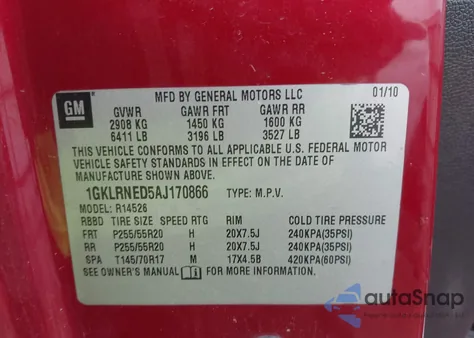 GM
MFD BY GENERAL MOTORS LLC 01/10
GVWR GAWR FRT GAWR RR
2908 KG 1450 KG 1600 KG
6411 LB 3196 LB 3527 LB
THIS VEHICLE CONFORMS TO ALL APPLICABLE U.S. FEDERAL MOTOR
VEHICLE SAFETY STANDARDS IN EFFECT ON THE DATE OF
MANUFACTURE SHOWN ABOVE.
1GKLRNED5AJ170866 TYPE: M.P.V.
MODEL: R14526
RBBD TIRE SIZE SPEED RTG RIM COLD TIRE PRESSURE
FRT P255/55R20 H 20X7.5J 240KPA(35PSI)
RR P255/55R20 H 20X7.5J 240KPA(35PSI)
SPA T145/70R17 M 17X4.5B 420KPA(60PSI)
SEE OWNER'S MANUAL FOR MORE INFORMATION.
autoSnap